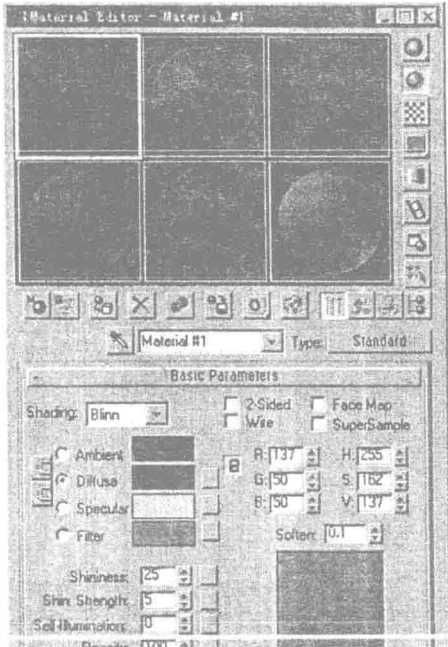 Material Editor - Material #1
Material #1
Type: Standard
Basic Parameters
Shading: Blinn
2-Sided
Face Map
Wire
SuperSample
Ambient
R: 137
H: 255
Diffuse
G: 50
S: 162
Specular
B: 50
V: 137
Filter
Soften: 0.1
Shininess: 25
Shin. Strength: 5
Self-Illumination: 0